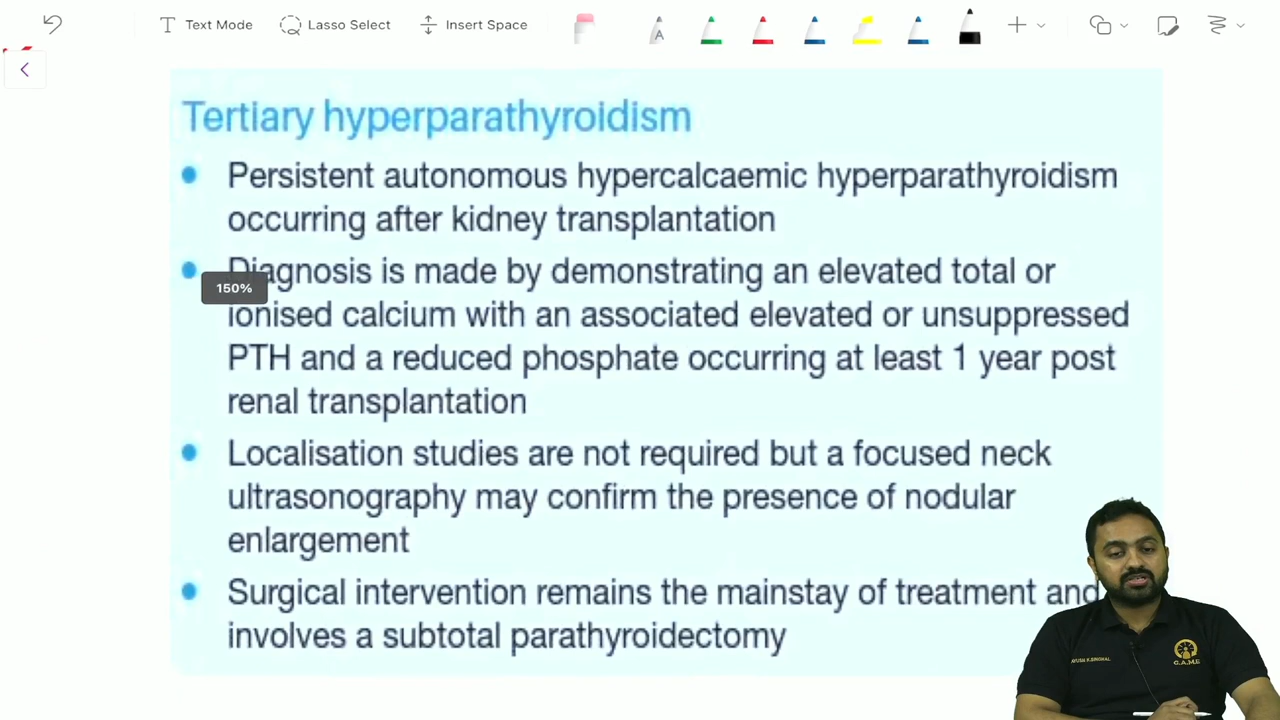 Text Mode Lasso Select Insert Space
A
Tertiary hyperparathyroidism
Persistent autonomous hypercalcaemic hyperparathyroidism
occurring after kidney transplantation
Diagnosis is made by demonstrating an elevated total or
150%
ionised calcium with an associated elevated or unsuppressed
PTH and a reduced phosphate occurring at least 1 year post
renal transplantation
Localisation studies are not required but a focused neck
ultrasonography may confirm the presence of nodular
enlargement
Surgical intervention remains the mainstay of treatment and
involves a subtotal parathyroidectomy
G.A.M.E